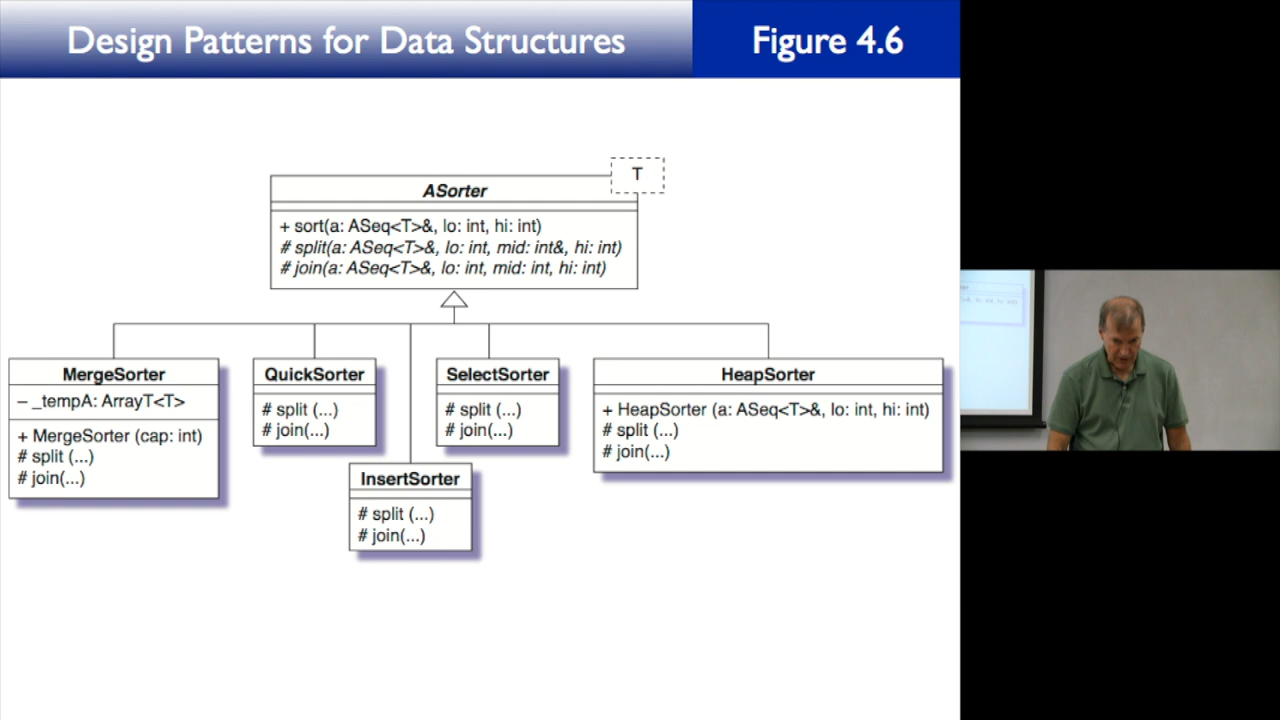 Design Patterns for Data Structures
Figure 4.6
T
ASorter
+ sort(a: ASeq<T>&, lo: int, hi: int)
# split(a: ASeq<T>&, lo: int, mid: int&, hi: int)
# join(a: ASeq<T>&, lo: int, mid: int, hi: int)
MergeSorter
– _tempA: ArrayT<T>
+ MergeSorter (cap: int)
# split (...)
# join(...)
QuickSorter
# split (...)
# join(...)
InsertSorter
# split (...)
# join(...)
SelectSorter
# split (...)
# join(...)
HeapSorter
+ HeapSorter (a: ASeq<T>&, lo: int, hi: int)
# split (...)
# join(...)